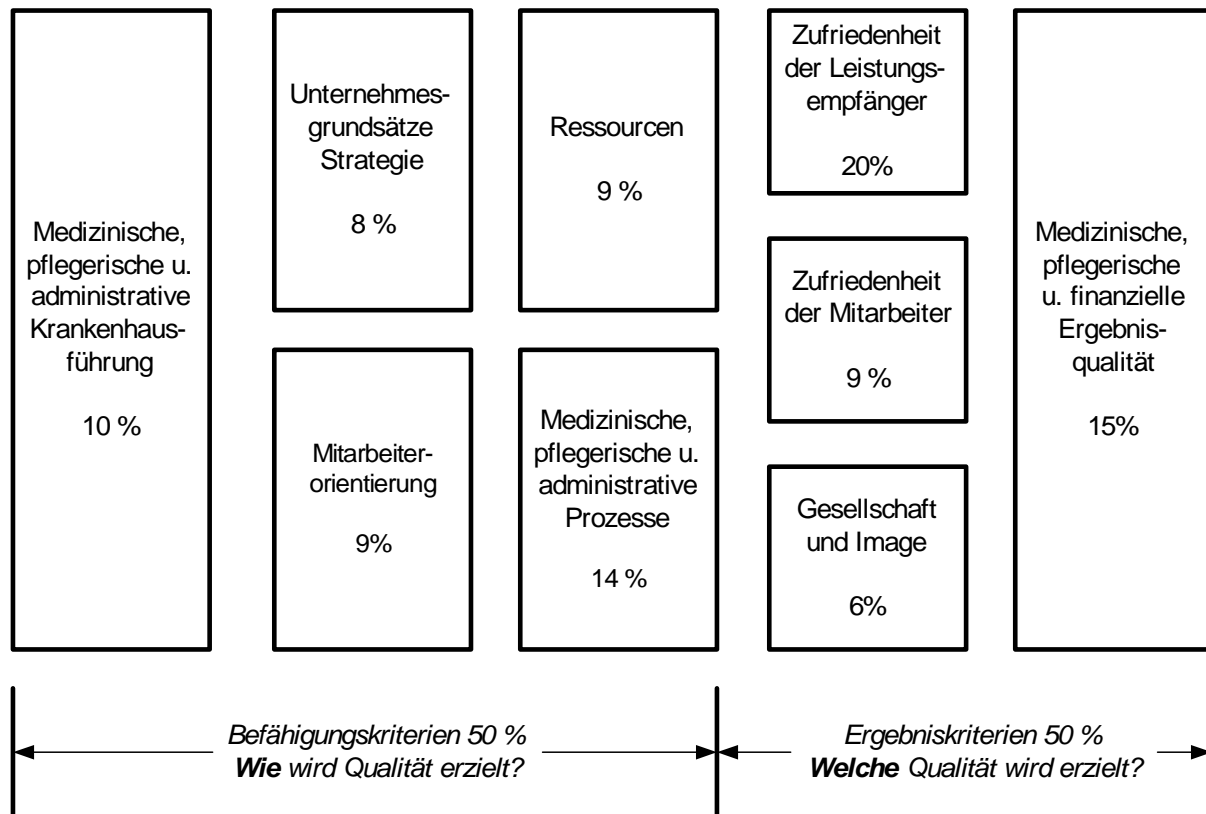 Medizinische,
pflegerische u.
administrative
Krankenhaus-
führung
10 %
Unternehmes-
grundsätze
Strategie
8 %
Mitarbeiter-
orientierung
9%
Ressourcen
9 %
Medizinische,
pflegerische u.
administrative
Prozesse
14 %
Zufriedenheit
der Leistungs-
empfänger
20%
Zufriedenheit
der Mitarbeiter
9 %
Gesellschaft
und Image
6%
Medizinische,
pflegerische
u. finanzielle
Ergebnis-
qualität
15%
Befähigungskriterien 50 %
Wie wird Qualität erzielt?
Ergebniskriterien 50 %
Welche Qualität wird erzielt?